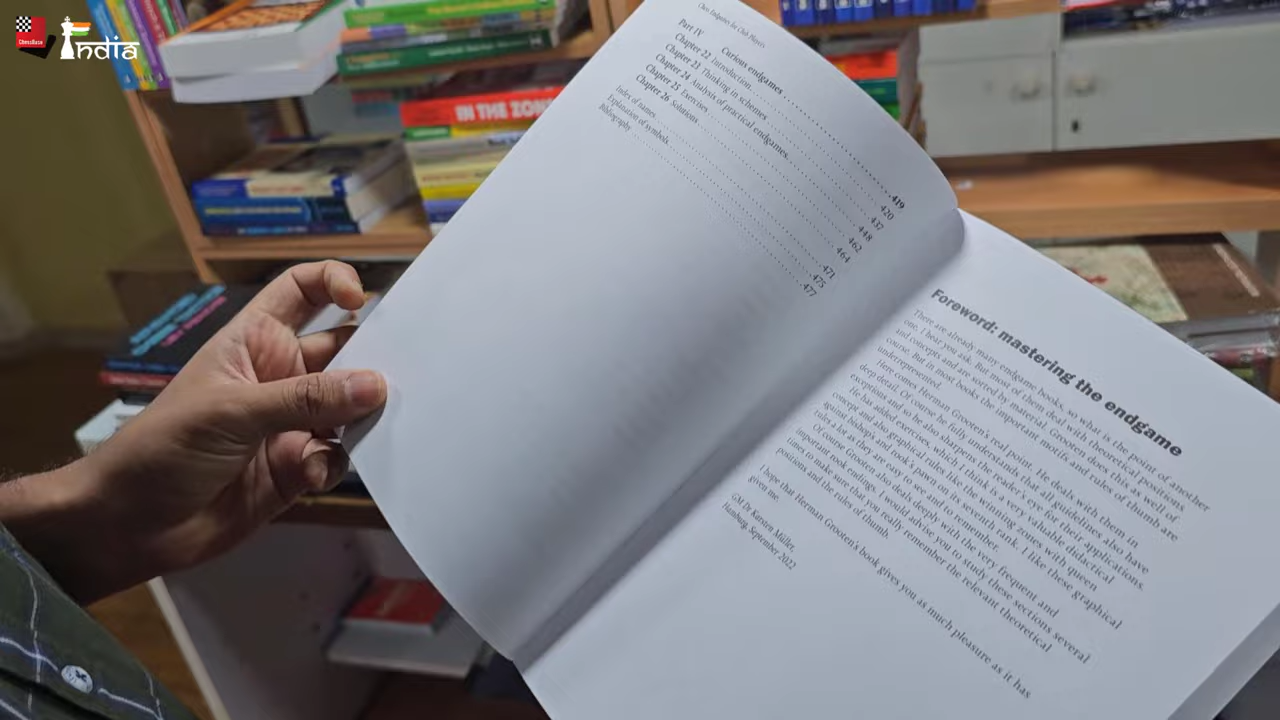 ChessBase
India
IN THE ZON
Chess Endgames for Club Players
Part IV Curious endgames 419
Chapter 22 Introduction 420
Chapter 23 Thinking in schemes 437
Chapter 24 Analysis of practical endgames 448
Chapter 25 Exercises 462
Chapter 26 Solutions 464
Index of names 471
Explanation of symbols 475
Bibliography 477
Foreword: mastering the endgame
There are already many endgame books, so what is the point of another
one, I hear you ask. But most of them deal with theoretical positions
and concepts and are sorted by material. Grooten does this as well of
course. But in most books the important motifs and rules of thumb are
underrepresented.
Here comes Herman Grooten's real point. He deals with them in
deep detail. Of course he fully understands that all guidelines also have
exceptions and so he also sharpens the reader's eye for their applications.
He has added exercises, which I think is a very valuable didactical
concept and also graphical rules like the winning zones with queen
against bishop's and rook's pawn on its seventh rank. I like these graphical
rules a lot as they are easy to see and to remember.
Of course Grooten also deals deeply with the very frequent and
important rook endings. I would advise you to study these sections several
times to make sure that you really remember the relevant theoretical
positions and the rules of thumb.
I hope that Herman Grooten's book gives you as much pleasure as it has
given me.
GM Dr Karsten Müller,
Hamburg, September 2022